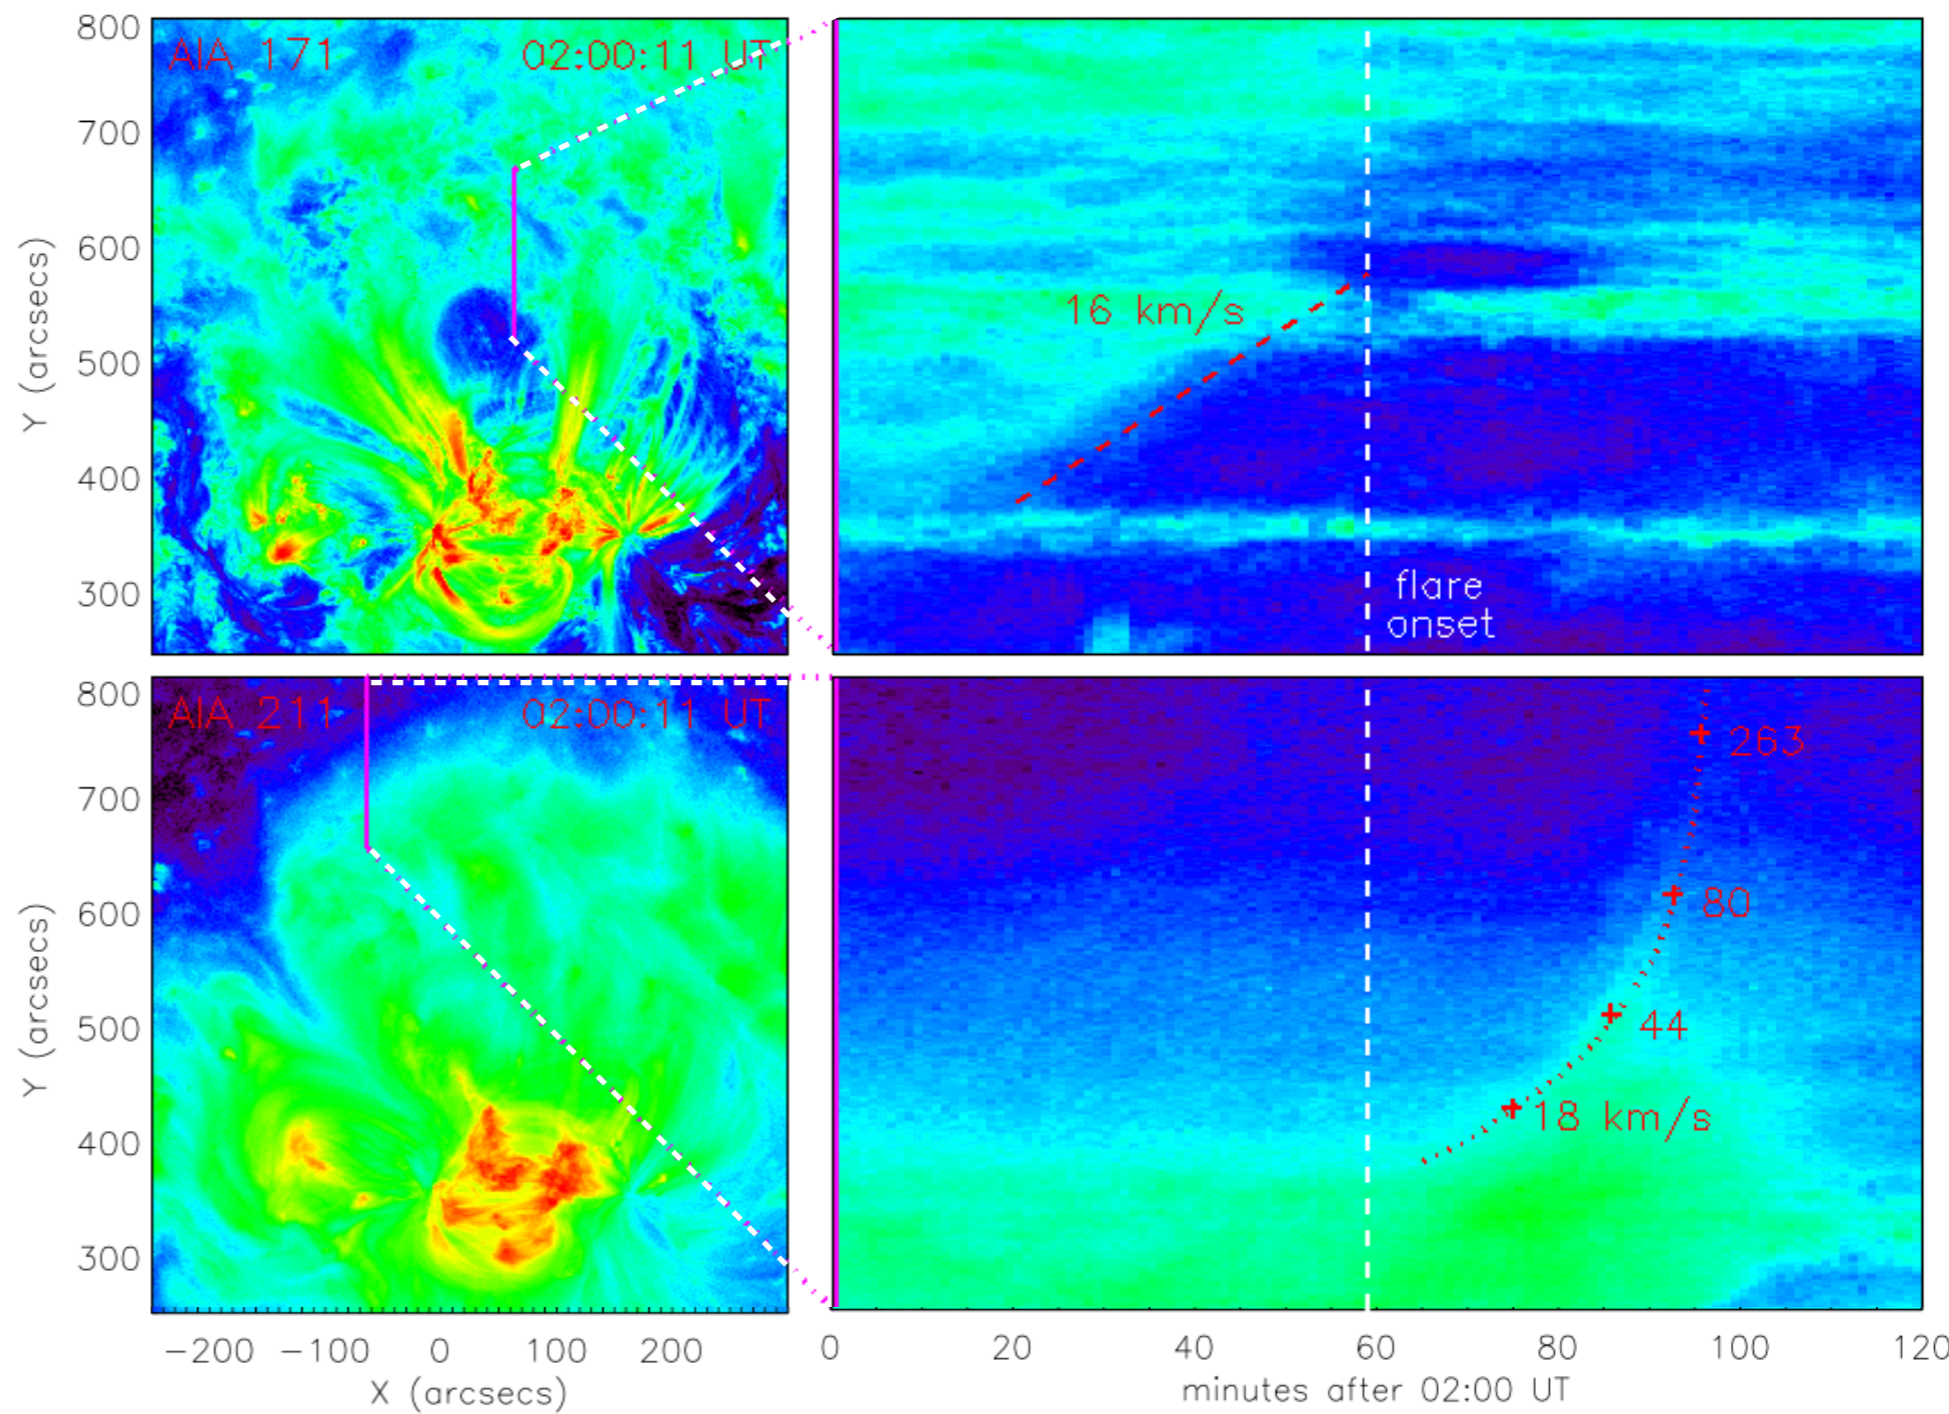 800
700
600
500
400
300
Y (arcsecs)
AIA 171
02:00:11 UT
16 km/s
flare
onset
800
700
600
500
400
300
Y (arcsecs)
AIA 211
02:00:11 UT
263
80
44
18 km/s
-200 -100 0 100 200
X (arcsecs)
0 20 40 60 80 100 120
minutes after 02:00 UT